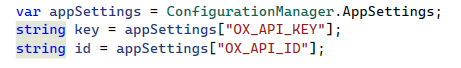 var appSettings = ConfigurationManager.AppSettings;
string key = appSettings["OX_API_KEY"];
string id = appSettings["OX_API_ID"];